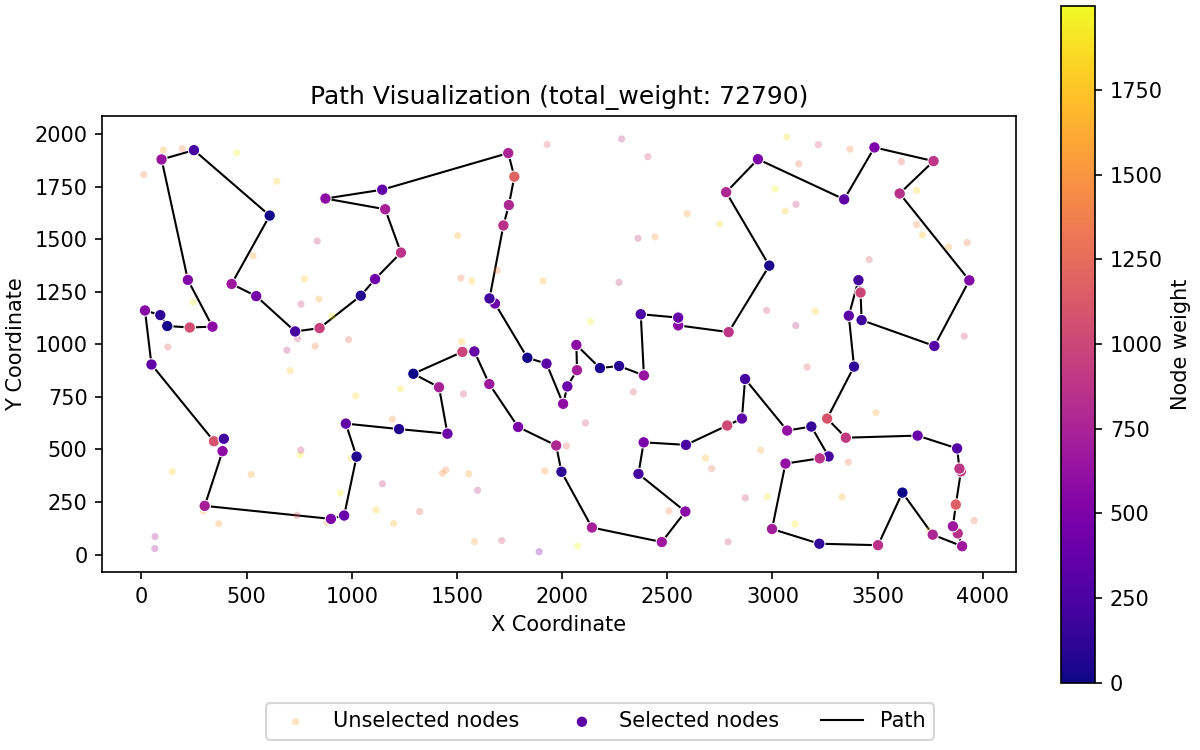 Path Visualization (total_weight: 72790)
2000
1750
1500
1250
1000
750
500
250
0
Y Coordinate
0 500 1000 1500 2000 2500 3000 3500 4000
X Coordinate
1750
1500
1250
1000
750
500
250
0
Node weight
Unselected nodes Selected nodes Path